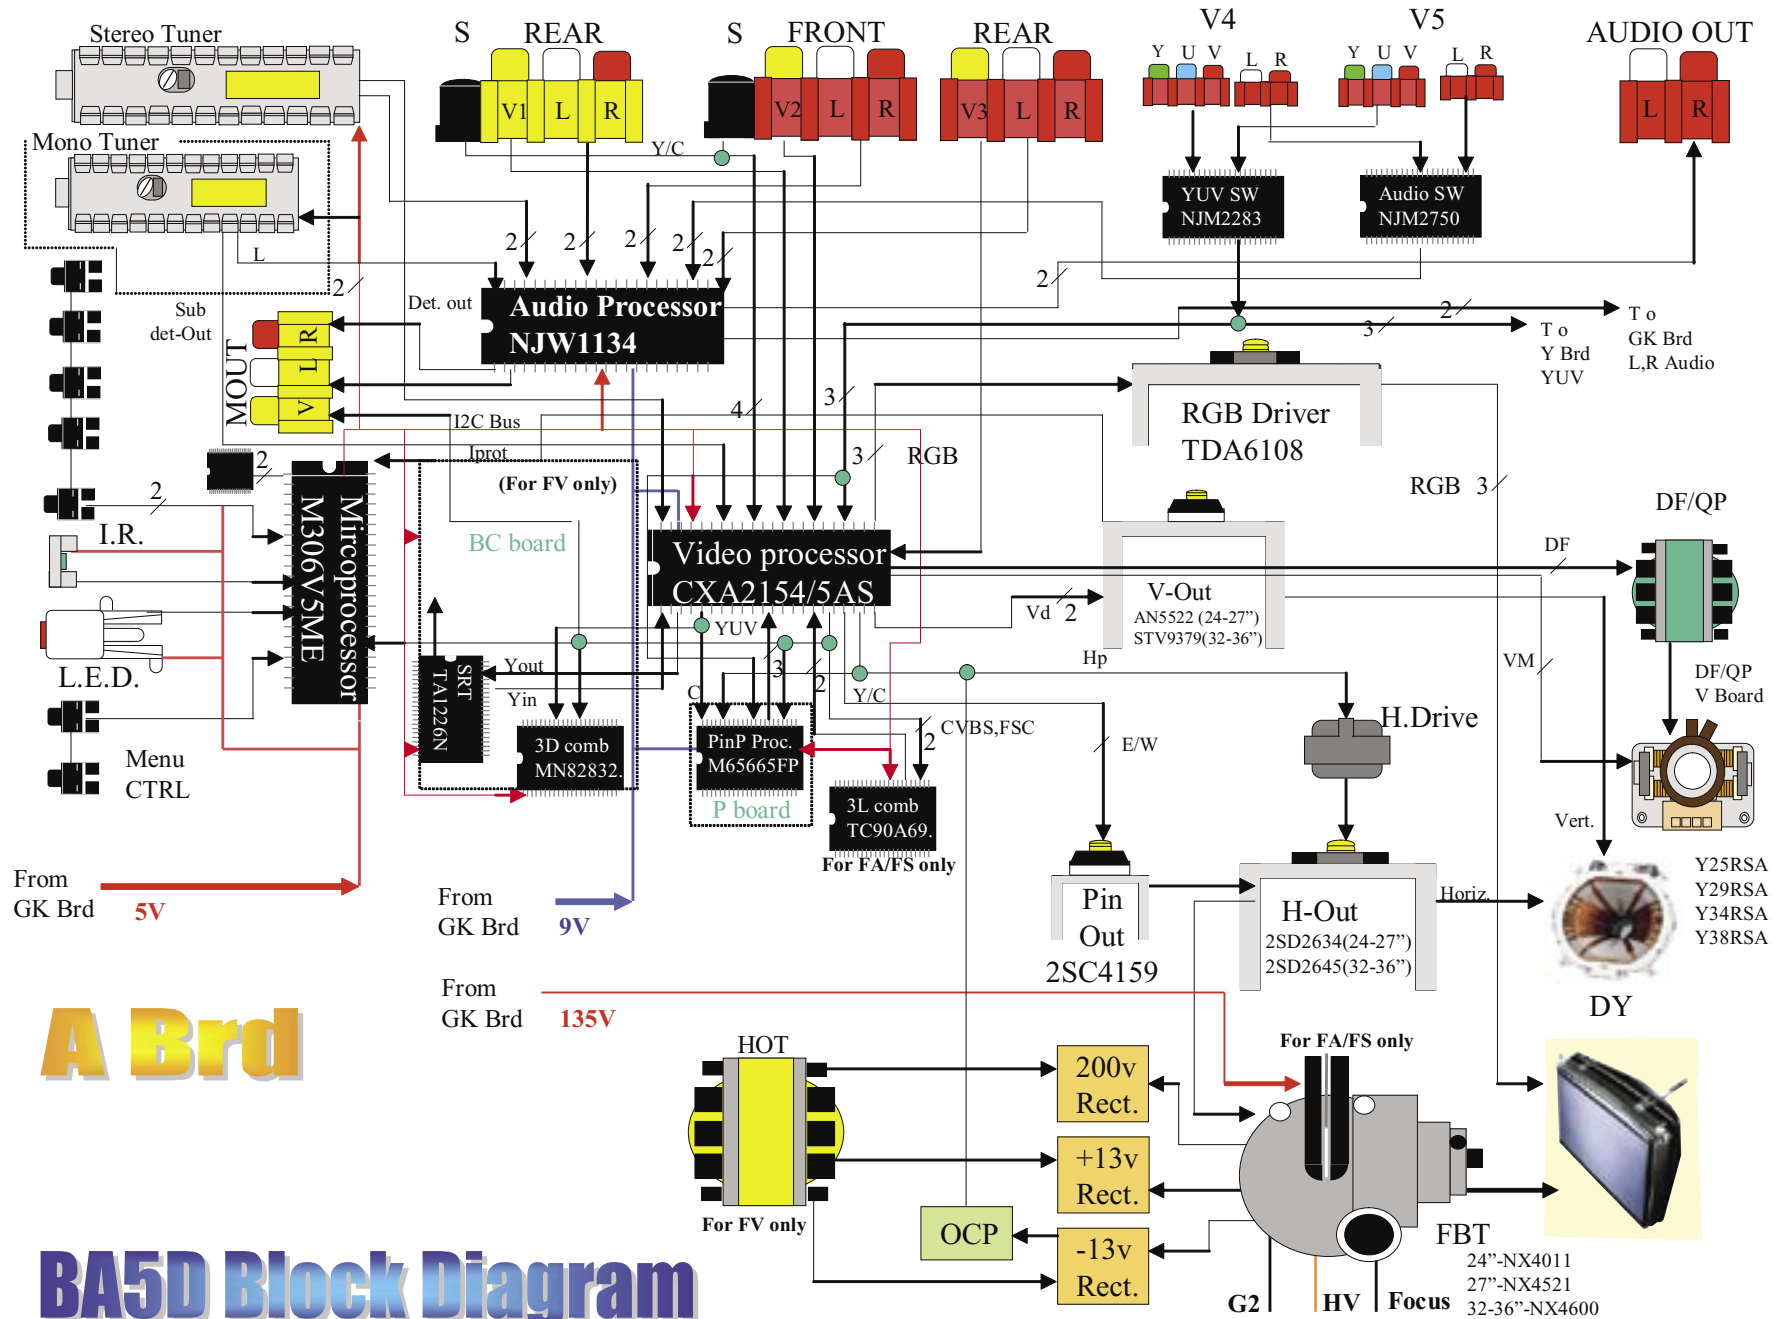 Stereo Tuner
S
REAR
S
FRONT
REAR
V4
V5
AUDIO OUT
Y
U
V
L
R
Y
U
V
L
R
V1
L
R
V2
L
R
V3
L
R
L
R
Mono Tuner
Y/C
YUV SW
NJM2283
Audio SW
NJM2750
L
2
2
2
2
2
2
2
Sub
det-Out
Det. out
Audio Processor
NJW1134
MOUT
R
L
V
3
2
T o
Y Brd
YUV
T o
GK Brd
L,R Audio
I2C Bus
Iprot
4
3
3
RGB
RGB Driver
TDA6108
RGB
3
2
2
(For FV only)
Mircoprocessor
M306V5ME
I.R.
L.E.D.
Menu
CTRL
BC board
Video processor
CXA2154/5AS
V-Out
AN5522 (24-27”)
STV9379(32-36”)
Vd
2
DF
DF/QP
VM
DF/QP
V Board
YUV
3
2
Hp
Yout
Yin
SRT
TA1226N
C
Y/C
3D comb
MN82832.
PinP Proc.
M65665FP
P board
CVBS,FSC
2
3L comb
TC90A69.
For FA/FS only
E/W
H.Drive
Vert.
Pin
Out
2SC4159
H-Out
2SD2634(24-27”)
2SD2645(32-36”)
Horiz.
Y25RSA
Y29RSA
Y34RSA
Y38RSA
DY
From
GK Brd
5V
From
GK Brd
9V
From
GK Brd
135V
A Brd
HOT
For FV only
200v
Rect.
+13v
Rect.
-13v
Rect.
OCP
For FA/FS only
FBT
24”-NX4011
27”-NX4521
32-36”-NX4600
G2
HV
Focus
BA5D Block Diagram